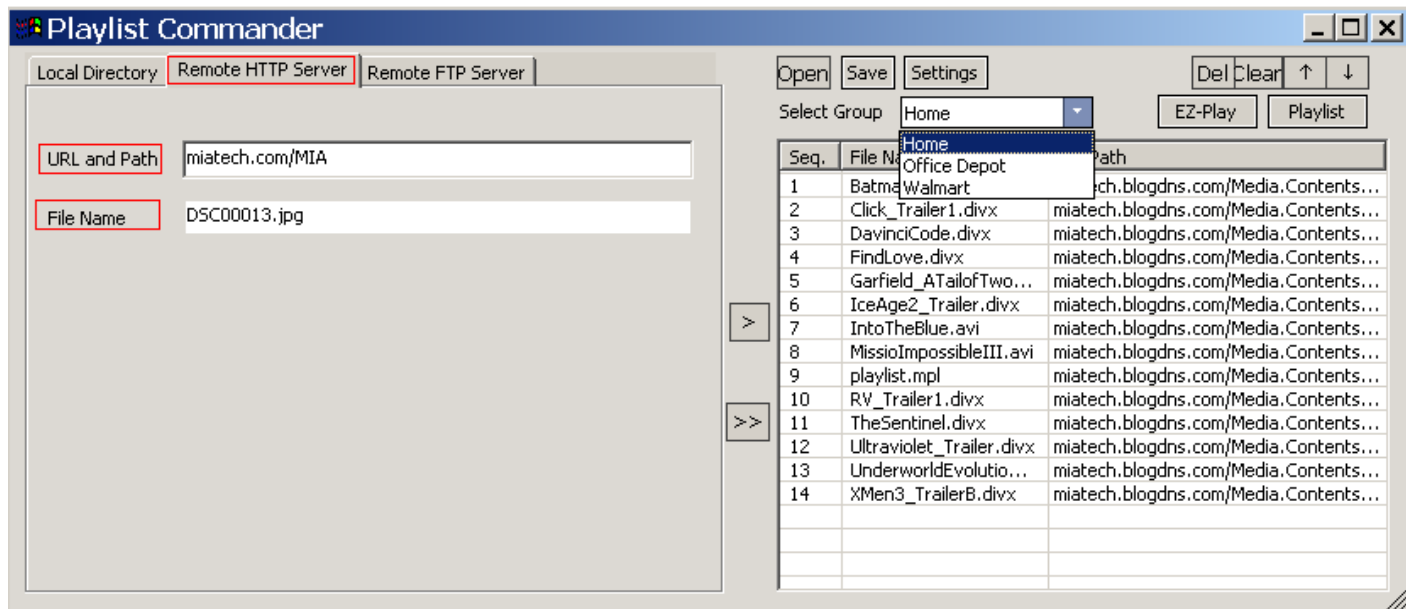 Playlist Commander
Local Directory Remote HTTP Server Remote FTP Server
URL and Path miatech.com/MIA
File Name DSC00013.jpg
>
>>
Open Save Settings Del Clear ↑ ↓
Select Group Home EZ-Play Playlist
Home
Office Depot
Walmart
Seq. File Path
1 ech.blogdns.com/Media.Contents...
2 Click_Trailer1.divx miatech.blogdns.com/Media.Contents...
3 DavinciCode.divx miatech.blogdns.com/Media.Contents...
4 FindLove.divx miatech.blogdns.com/Media.Contents...
5 Garfield_ATailofTwo... miatech.blogdns.com/Media.Contents...
6 IceAge2_Trailer.divx miatech.blogdns.com/Media.Contents...
7 IntoTheBlue.avi miatech.blogdns.com/Media.Contents...
8 MissioImpossibleIII.avi miatech.blogdns.com/Media.Contents...
9 playlist.mpl miatech.blogdns.com/Media.Contents...
10 RV_Trailer1.divx miatech.blogdns.com/Media.Contents...
11 TheSentinel.divx miatech.blogdns.com/Media.Contents...
12 Ultraviolet_Trailer.divx miatech.blogdns.com/Media.Contents...
13 UnderworldEvolutio... miatech.blogdns.com/Media.Contents...
14 XMen3_TrailerB.divx miatech.blogdns.com/Media.Contents...